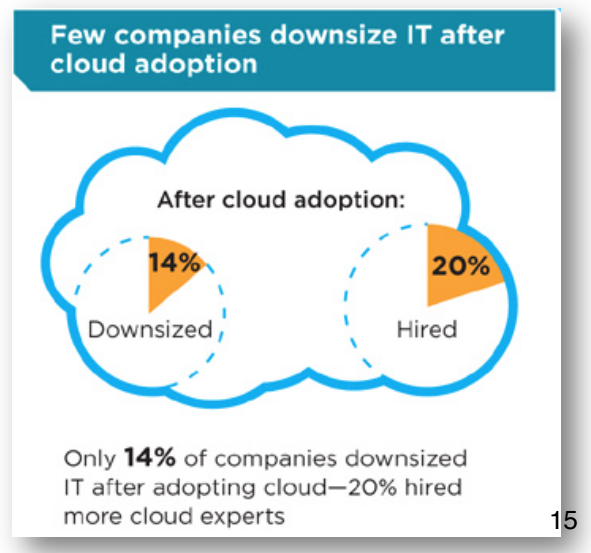 Few companies downsize IT after
cloud adoption
After cloud adoption:
14%
Downsized
20%
Hired
Only 14% of companies downsized
IT after adopting cloud—20% hired
more cloud experts
15